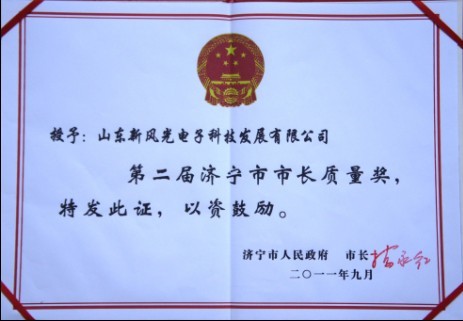 授予：山东新风光电子科技发展有限公司
第二届济宁市市长质量奖，
特发此证，以资鼓励。
济宁市人民政府 市长
二〇一一年九月